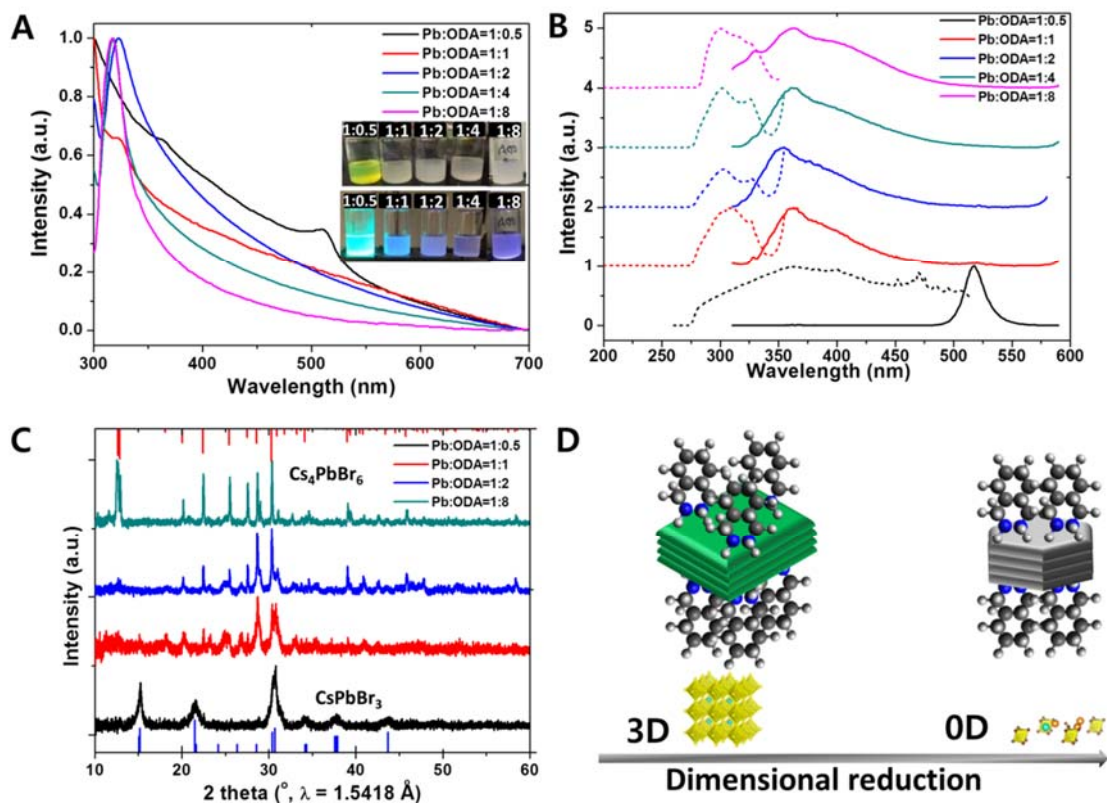 A
Pb:ODA=1:0.5
Pb:ODA=1:1
Pb:ODA=1:2
Pb:ODA=1:4
Pb:ODA=1:8
1:0.5 1:1 1:2 1:4 1:8
1:0.5 1:1 1:2 1:4 1:8
Intensity (a.u.)
1.0
0.8
0.6
0.4
0.2
0.0
300 400 500 600 700
Wavelength (nm)
B
Pb:ODA=1:0.5
Pb:ODA=1:1
Pb:ODA=1:2
Pb:ODA=1:4
Pb:ODA=1:8
Intensity (a.u.)
5
4
3
2
1
0
200 250 300 350 400 450 500 550 600
Wavelength (nm)
C
Pb:ODA=1:0.5
Pb:ODA=1:1
Pb:ODA=1:2
Pb:ODA=1:8
Cs4PbBr6
CsPbBr3
Intensity (a.u.)
10 20 30 40 50 60
2 theta (°, λ = 1.5418 Å)
D
3D
0D
Dimensional reduction